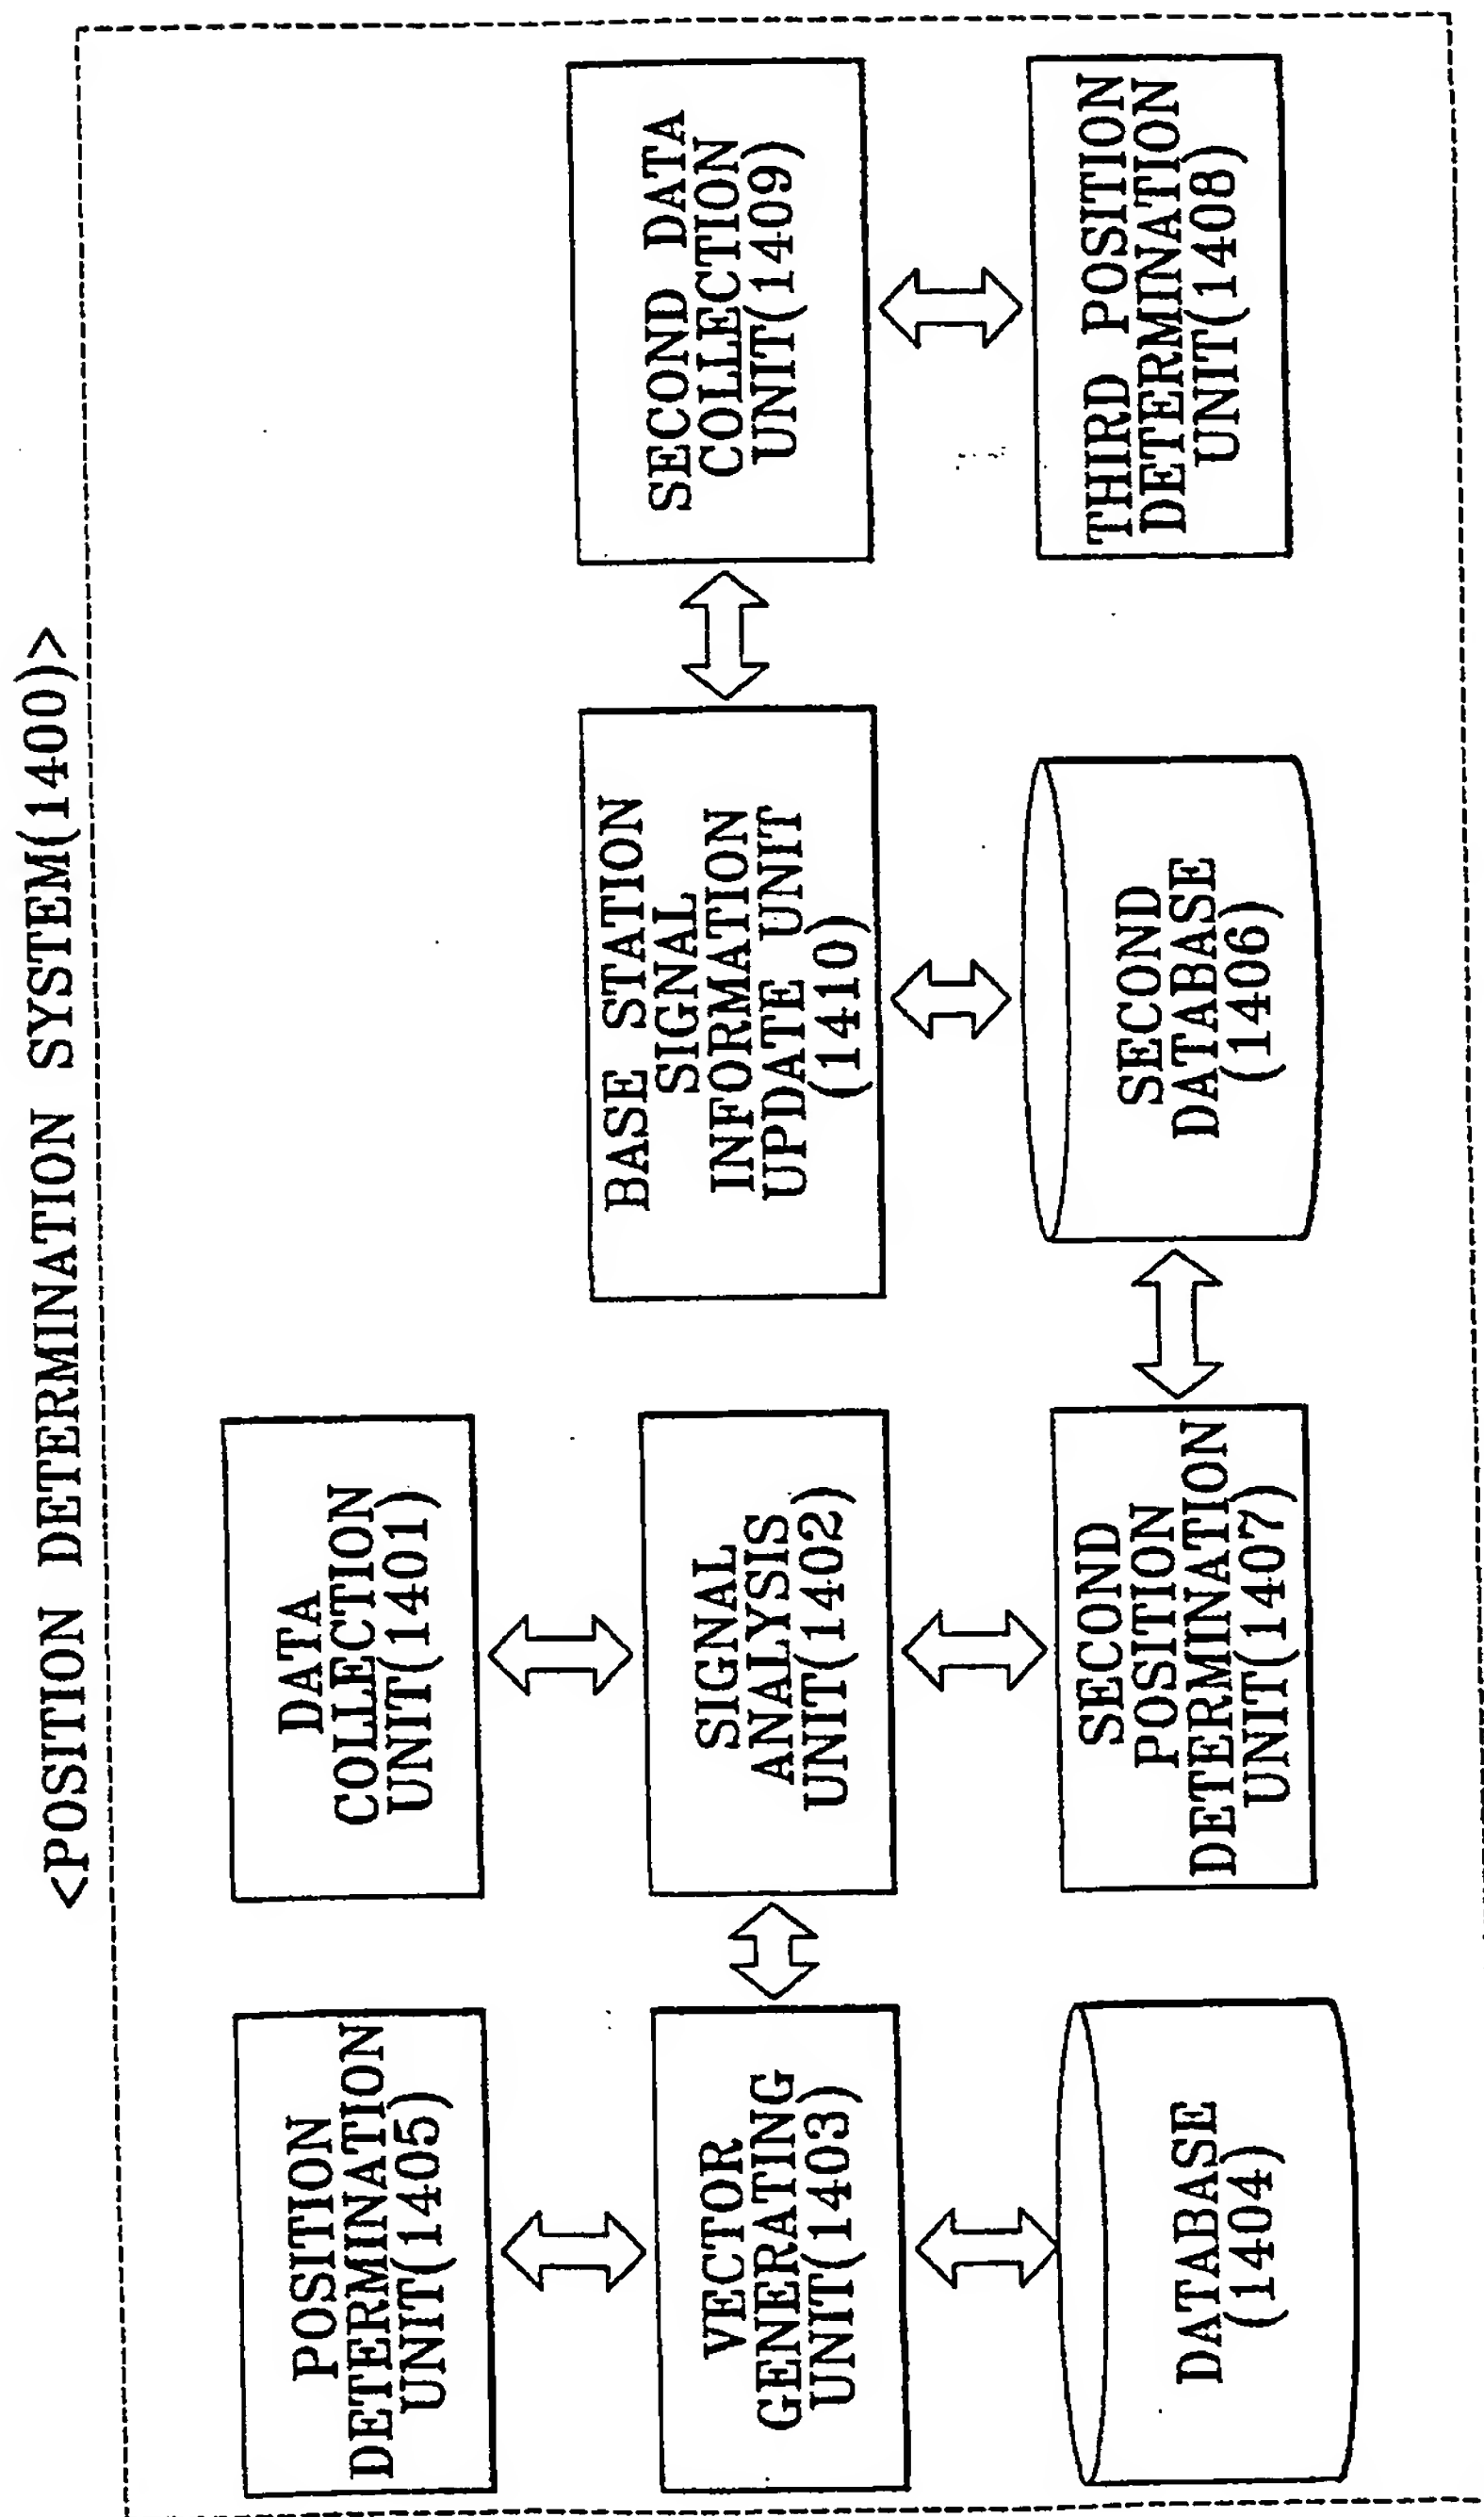 <POSITION DETERMINATION SYSTEM(1400)>
POSITION
DETERMINATION
UNIT(1405)
DATA
COLLECTION
UNIT(1401)
VECTOR
GENERATING
UNIT(1403)
SIGNAL
ANALYSIS
UNIT(1402)
BASE STATION
SIGNAL
INFORMATION
UPDATE UNIT
(1410)
SECOND DATA
COLLECTION
UNIT(1409)
DATABASE
(1404)
SECOND
POSITION
DETERMINATION
UNIT(1407)
SECOND
DATABASE
(1406)
THIRD POSITION
DETERMINATION
UNIT(1408)